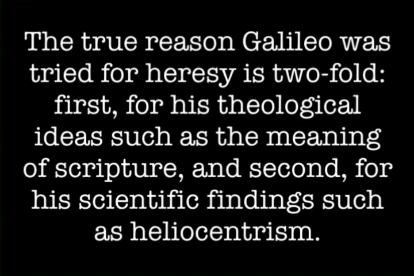 The true reason Galileo was
tried for heresy is two-fold:
first, for his theological
ideas such as the meaning
of scripture, and second, for
his scientific findings such
as heliocentrism.